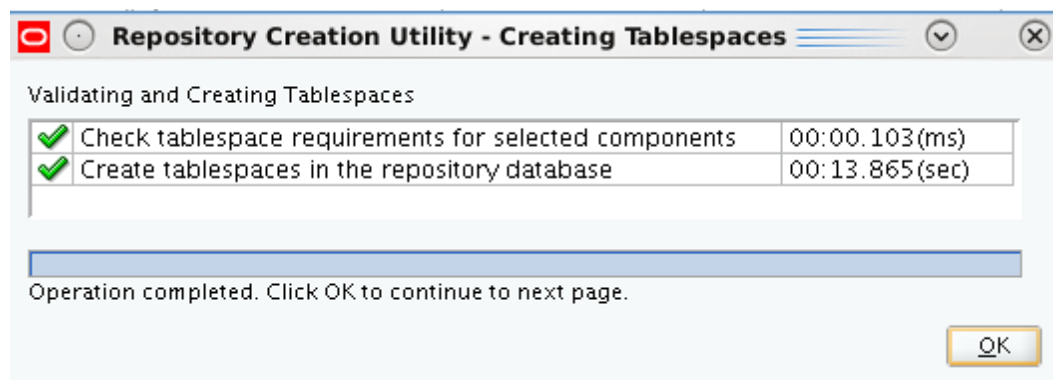 Repository Creation Utility - Creating Tablespaces
Validating and Creating Tablespaces
Check tablespace requirements for selected components 00:00.103(ms)
Create tablespaces in the repository database 00:13.865(sec)
Operation completed. Click OK to continue to next page.
OK